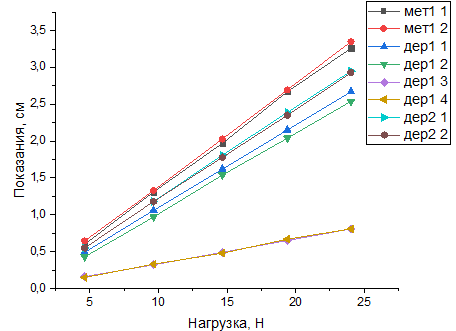 мет1 1
мет1 2
дер1 1
дер1 2
дер1 3
дер1 4
дер2 1
дер2 2
3,5
3,0
2,5
2,0
1,5
1,0
0,5
0,0
Показания, см
5 10 15 20 25
Нагрузка, Н